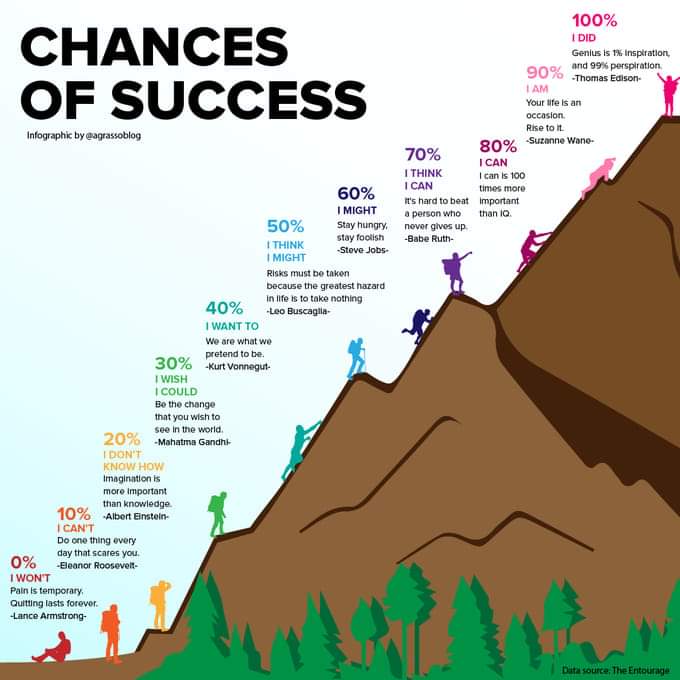 CHANCES
OF SUCCESS
Infographic by @agrassoblog
100%
I DID
Genius is 1% inspiration,
and 99% perspiration.
-Thomas Edison-
90%
I AM
Your life is an
occasion.
Rise to it.
-Suzanne Wane-
80%
I CAN
I can is 100
times more
important
than IQ.
70%
I THINK
I CAN
It's hard to beat
a person who
never gives up.
-Babe Ruth-
60%
I MIGHT
Stay hungry,
stay foolish
-Steve Jobs-
50%
I THINK
I MIGHT
Risks must be taken
because the greatest hazard
in life is to take nothing
-Leo Buscaglia-
40%
I WANT TO
We are what we
pretend to be.
-Kurt Vonnegut-
30%
I WISH
I COULD
Be the change
that you wish to
see in the world.
-Mahatma Gandhi-
20%
I DON'T
KNOW HOW
Imagination is
more important
than knowledge.
-Albert Einstein-
10%
I CAN'T
Do one thing every
day that scares you.
-Eleanor Roosevelt-
0%
I WON'T
Pain is temporary.
Quitting lasts forever.
-Lance Armstrong-
Data source: The Entourage